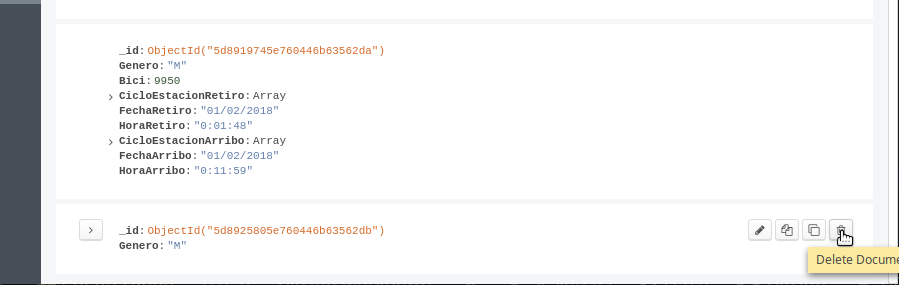 _id: ObjectId("5d8919745e760446b63562da")
Genero: "M"
Bici: 9950
CicloEstacionRetiro: Array
FechaRetiro: "01/02/2018"
HoraRetiro: "0:01:48"
CicloEstacionArribo: Array
FechaArribo: "01/02/2018"
HoraArribo: "0:11:59"
_id: ObjectId("5d8925805e760446b63562db")
Genero: "M"
Delete Docume